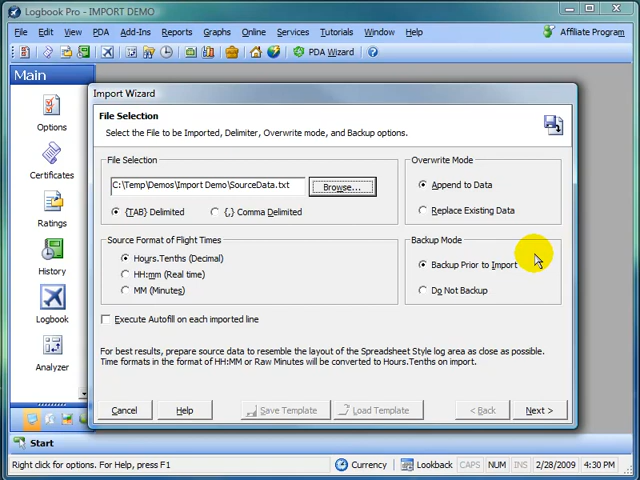 Logbook Pro - IMPORT DEMO
File Edit View PDA Add-Ins Reports Graphs Online Services Tutorials Window Help Affiliate Program
PDA Wizard
Main
Options
Certificates
Ratings
History
Logbook
Analyzer
Import Wizard
File Selection
Select the File to be Imported, Delimiter, Overwrite mode, and Backup options.
File Selection
C:\Temp\Demos\Import Demo\SourceData.txt Browse...
{TAB} Delimited {,} Comma Delimited
Overwrite Mode
Append to Data
Replace Existing Data
Source Format of Flight Times
Hours.Tenths (Decimal)
HH:mm (Real time)
MM (Minutes)
Backup Mode
Backup Prior to Import
Do Not Backup
Execute Autofill on each imported line
For best results, prepare source data to resemble the layout of the Spreadsheet Style log area as close as possible.
Time formats in the format of HH:MM or Raw Minutes will be converted to Hours.Tenths on import.
Cancel Help Save Template Load Template < Back Next >
Start
Right click for options. For Help, press F1 Currency Lookback CAPS NUM INS 2/28/2009 4:30 PM